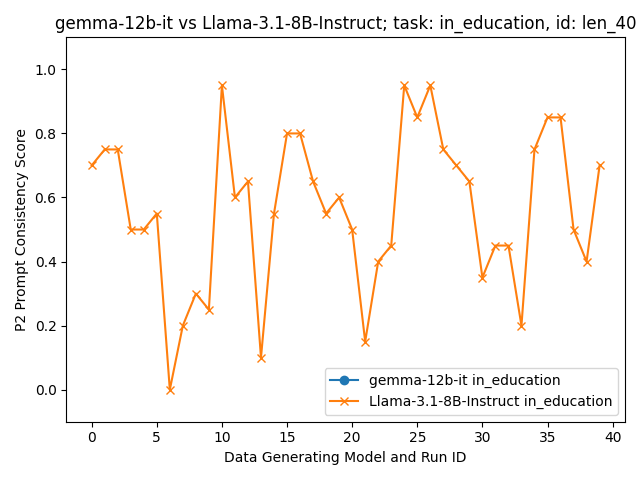 gemma-12b-it vs Llama-3.1-8B-Instruct; task: in_education, id: len_40
P2 Prompt Consistency Score
1.0
0.8
0.6
0.4
0.2
0.0
gemma-12b-it in_education
Llama-3.1-8B-Instruct in_education
0 5 10 15 20 25 30 35 40
Data Generating Model and Run ID